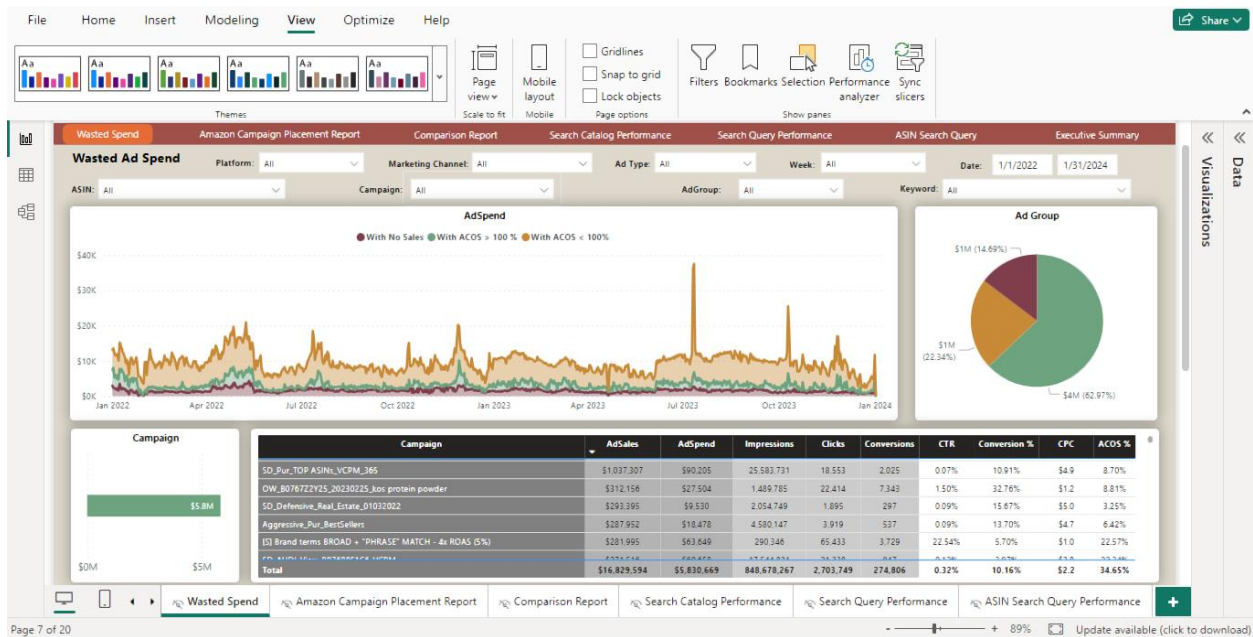 File Home Insert Modeling View Optimize Help
Share
Aa Aa Aa Aa Aa Aa
Page view
Mobile layout
Gridlines
Snap to grid
Lock objects
Filters Bookmarks Selection Performance analyzer Sync slicers
Themes Scale to fit Mobile Page options Show panes
Wasted Spend Amazon Campaign Placement Report Comparison Report Search Catalog Performance Search Query Performance ASIN Search Query Executive Summary
Wasted Ad Spend Platform: All Marketing Channel: All Ad Type: All Week: All Date: 1/1/2022 1/31/2024
ASIN: All Campaign: All AdGroup: All Keyword: All
Visualizations
Data
AdSpend
With No Sales With ACOS > 100 % With ACOS < 100%
$40K
$30K
$20K
$10K
$0K
Jan 2022 Apr 2022 Jul 2022 Oct 2022 Jan 2023 Apr 2023 Jul 2023 Oct 2023 Jan 2024
Ad Group
$1M (14.69%)
$1M
(22.34%)
$4M (62.97%)
Campaign
$5.8M
$0M $5M
Campaign AdSales AdSpend Impressions Clicks Conversions CTR Conversion % CPC ACOS %
SD_Pur_TOP ASINs_VCPM_365 $1,037,307 $90,205 25,583,731 18,553 2,025 0.07% 10.91% $4.9 8.70%
OW_B0767Z2Y25_20230225_kos protein powder $312,156 $27,504 1,489,785 22,414 7,343 1.50% 32.76% $1.2 8.81%
SD_Defensive_Real_Estate_01032022 $293,395 $9,530 2,054,749 1,895 297 0.09% 15.67% $5.0 3.25%
Aggressive_Pur_BestSellers $287,952 $18,478 4,580,147 3,919 537 0.09% 13.70% $4.7 6.42%
[S] Brand terms BROAD + "PHRASE" MATCH - 4x ROAS (5%) $281,995 $63,649 290,346 65,433 3,729 22.54% 5.70% $1.0 22.57%
Total $16,829,594 $5,830,669 848,678,267 2,703,749 274,806 0.32% 10.16% $2.2 34.65%
Wasted Spend Amazon Campaign Placement Report Comparison Report Search Catalog Performance Search Query Performance ASIN Search Query Performance
Page 7 of 20 - + 89% Update available (click to download)